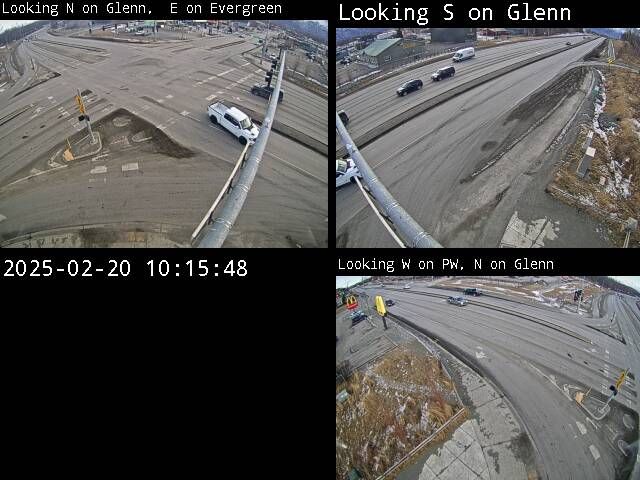 Looking N on Glenn,  E on Evergreen
Looking S on Glenn
2025-02-20 10:15:48
Looking W on PW, N on Glenn